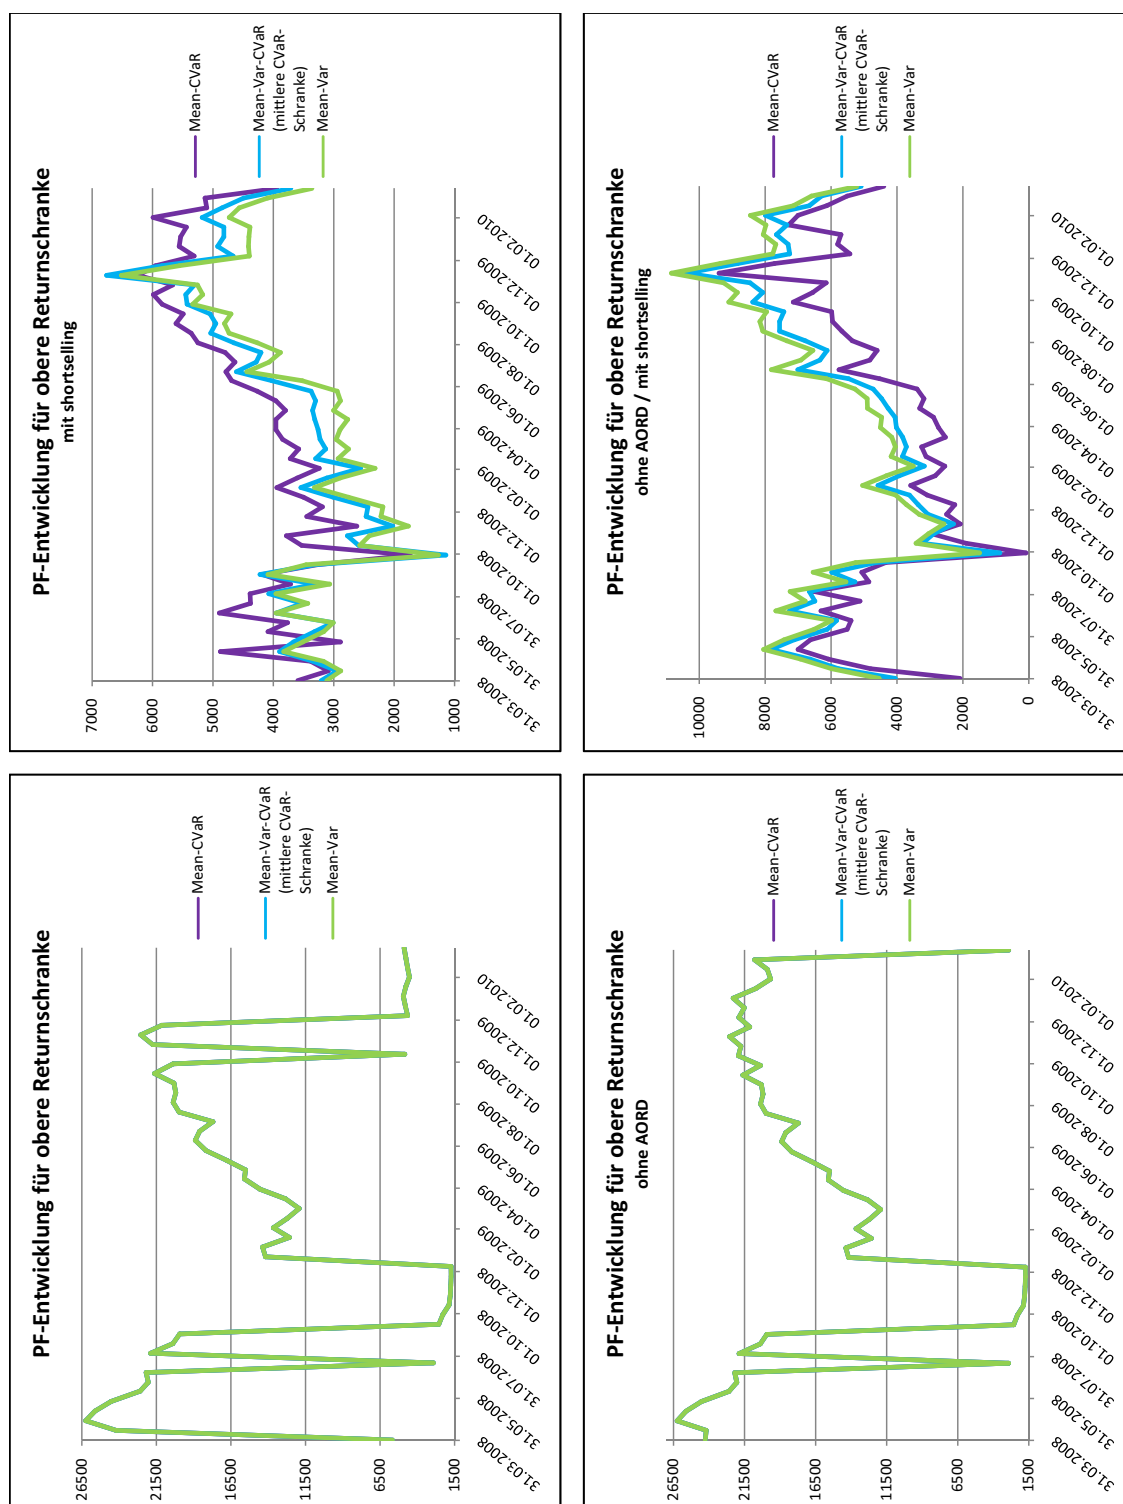 PF-Entwicklung für obere Returnschranke
26500
21500
16500
11500
6500
1500
31.03.2008
31.05.2008
31.07.2008
01.10.2008
01.12.2008
01.02.2009
01.04.2009
01.06.2009
01.08.2009
01.10.2009
01.12.2009
01.02.2010
Mean-CVaR
Mean-Var-CVaR
(mittlere CVaR-
Schranke)
Mean-Var
PF-Entwicklung für obere Returnschranke
mit shortselling
7000
6000
5000
4000
3000
2000
1000
31.03.2008
31.05.2008
31.07.2008
01.10.2008
01.12.2008
01.02.2009
01.04.2009
01.06.2009
01.08.2009
01.10.2009
01.12.2009
01.02.2010
Mean-CVaR
Mean-Var-CVaR
(mittlere CVaR-
Schranke)
Mean-Var
PF-Entwicklung für obere Returnschranke
ohne AORD
26500
21500
16500
11500
6500
1500
31.03.2008
31.05.2008
31.07.2008
01.10.2008
01.12.2008
01.02.2009
01.04.2009
01.06.2009
01.08.2009
01.10.2009
01.12.2009
01.02.2010
Mean-CVaR
Mean-Var-CVaR
(mittlere CVaR-
Schranke)
Mean-Var
PF-Entwicklung für obere Returnschranke
ohne AORD / mit shortselling
10000
8000
6000
4000
2000
0
31.03.2008
31.05.2008
31.07.2008
01.10.2008
01.12.2008
01.02.2009
01.04.2009
01.06.2009
01.08.2009
01.10.2009
01.12.2009
01.02.2010
Mean-CVaR
Mean-Var-CVaR
(mittlere CVaR-
Schranke)
Mean-Var